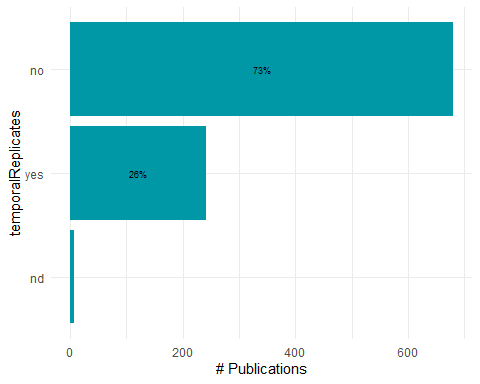 temporalReplicates
no
73%
yes
26%
nd
0
200
400
600
# Publications